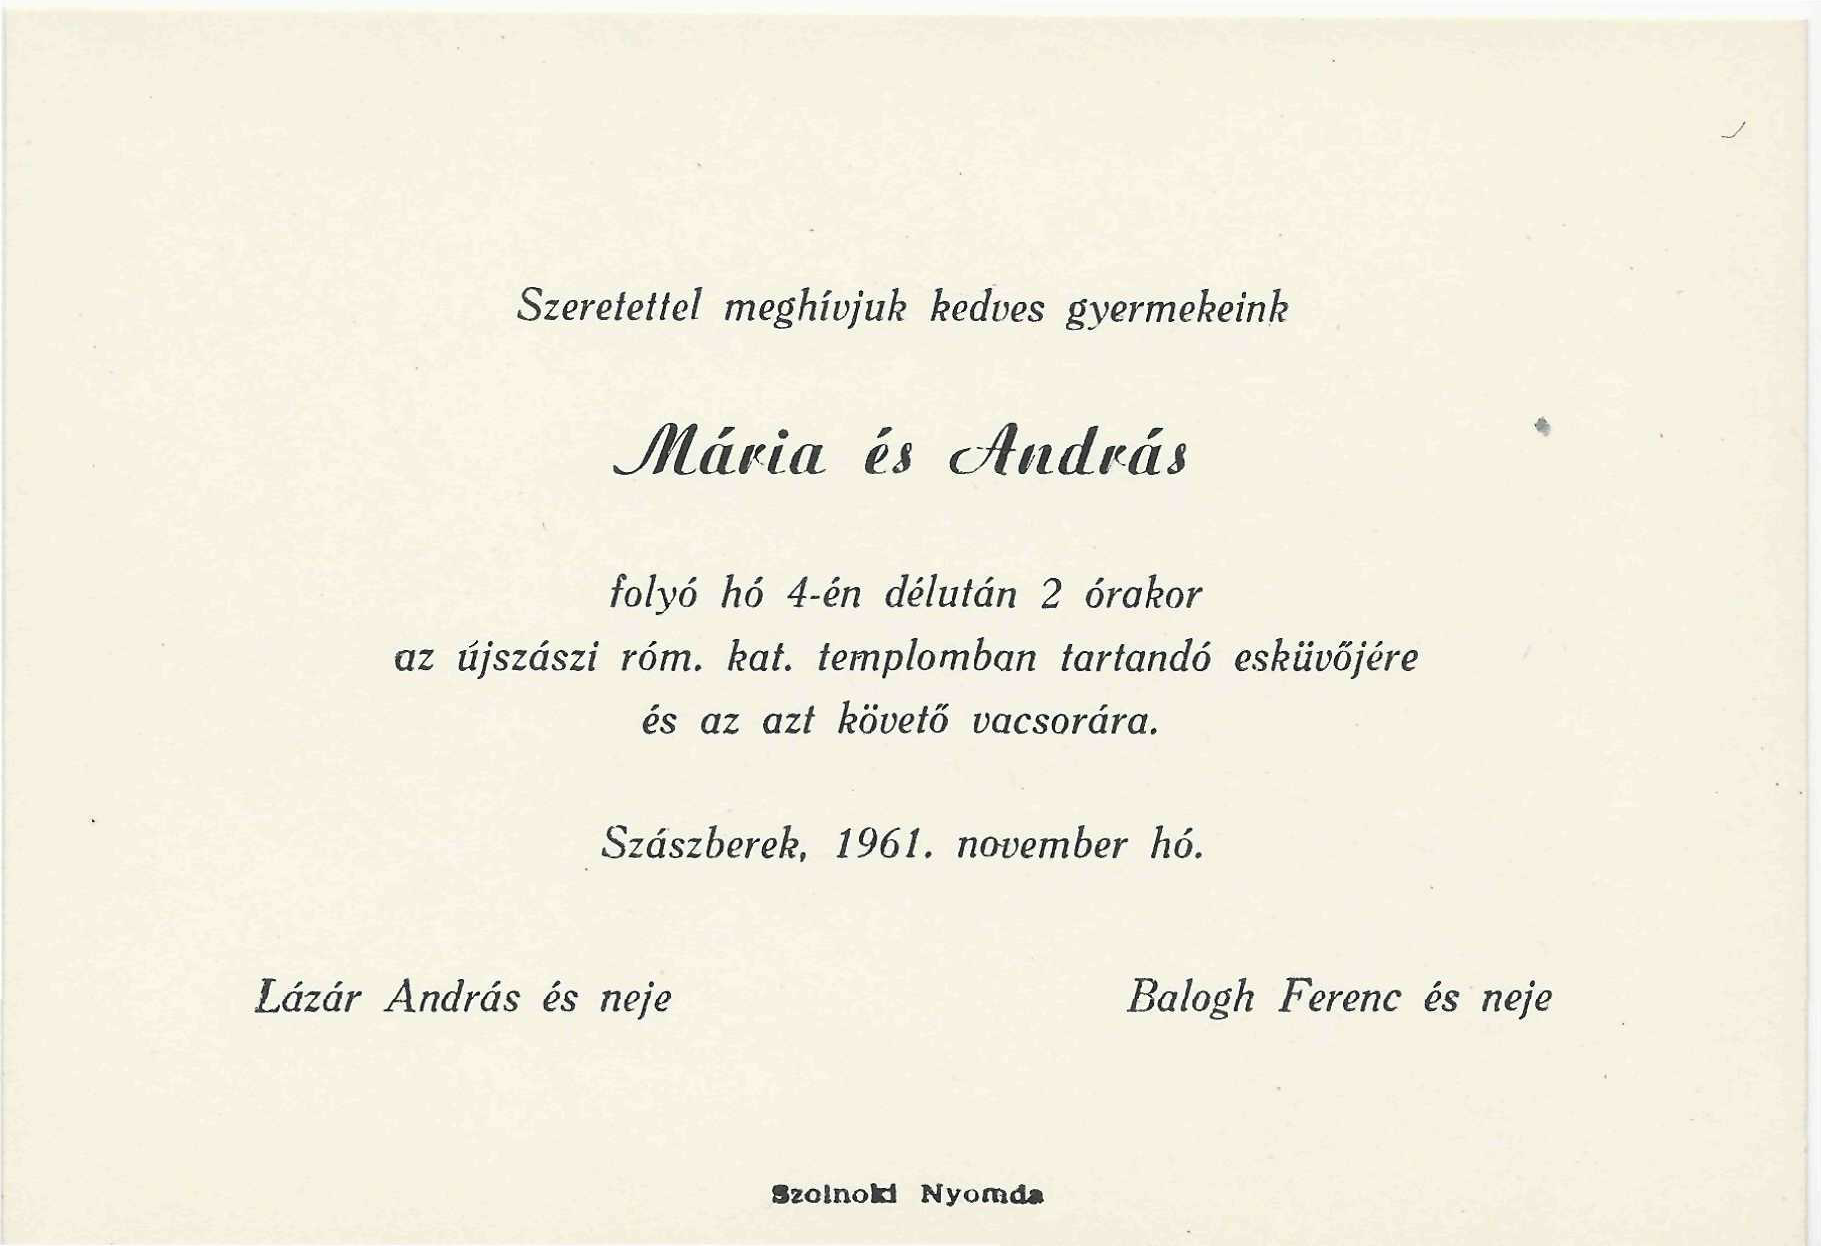 Szeretettel meghívjuk kedves gyermekeink
Mária és András
folyó hó 4-én délután 2 órakor
az újszászi róm. kat. templomban tartandó esküvőjére
és az azt követő vacsorára.
Szászberek, 1961. november hó.
Lázár András és neje
Balogh Ferenc és neje
Szolnoki Nyomda